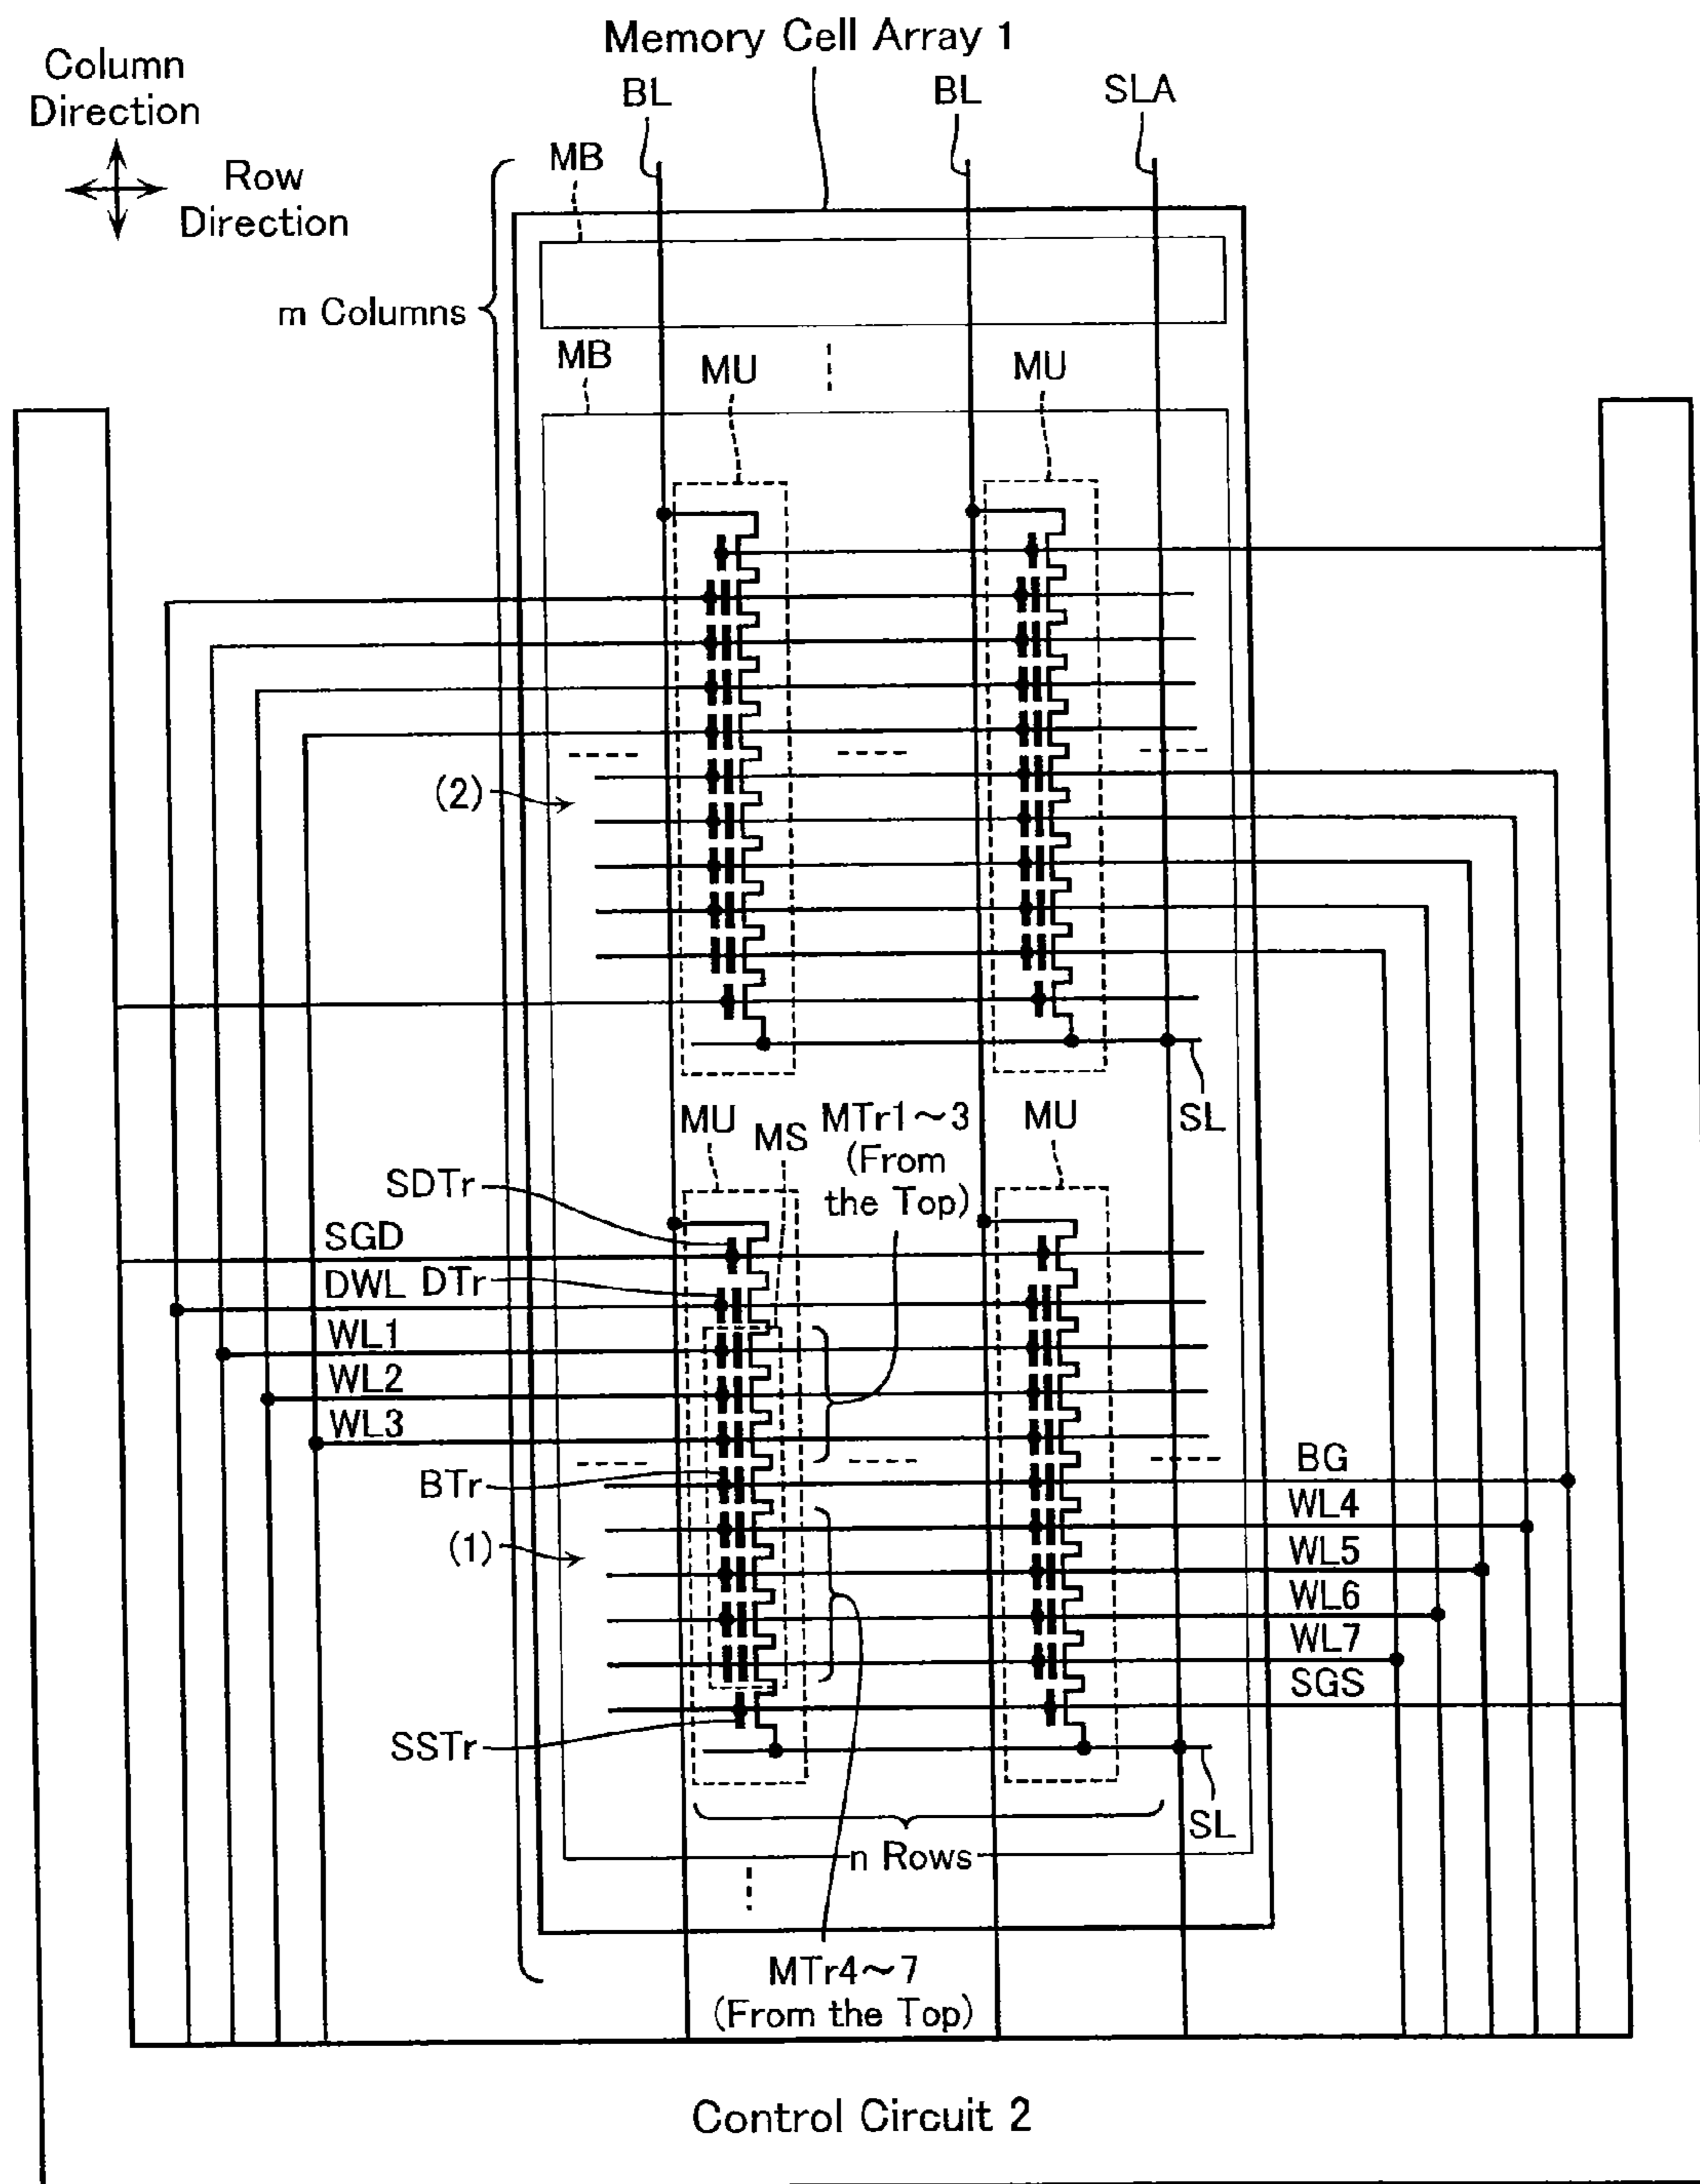 Memory Cell Array 1
Column
Direction
Row
Direction
BL
BL
SLA
MB
m Columns
MB
MU
MU
(2)
SL
MU
MS
MTr1~3
(From
the Top)
MU
SDTr
SGD
DWL DTr
WL1
WL2
WL3
BTr
(1)
BG
WL4
WL5
WL6
WL7
SGS
SSTr
SL
n Rows
MTr4~7
(From the Top)
Control Circuit 2